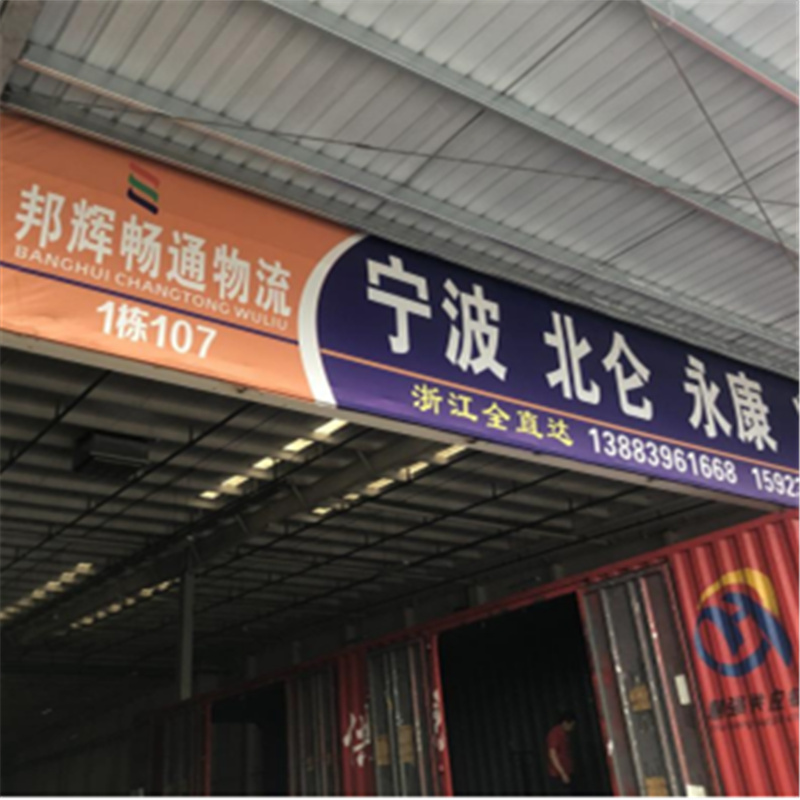 邦辉畅通物流
BANGHUI CHANGTONG WULIU
1栋107
宁波 北仑 永康
浙江全直达 13883961668 1592